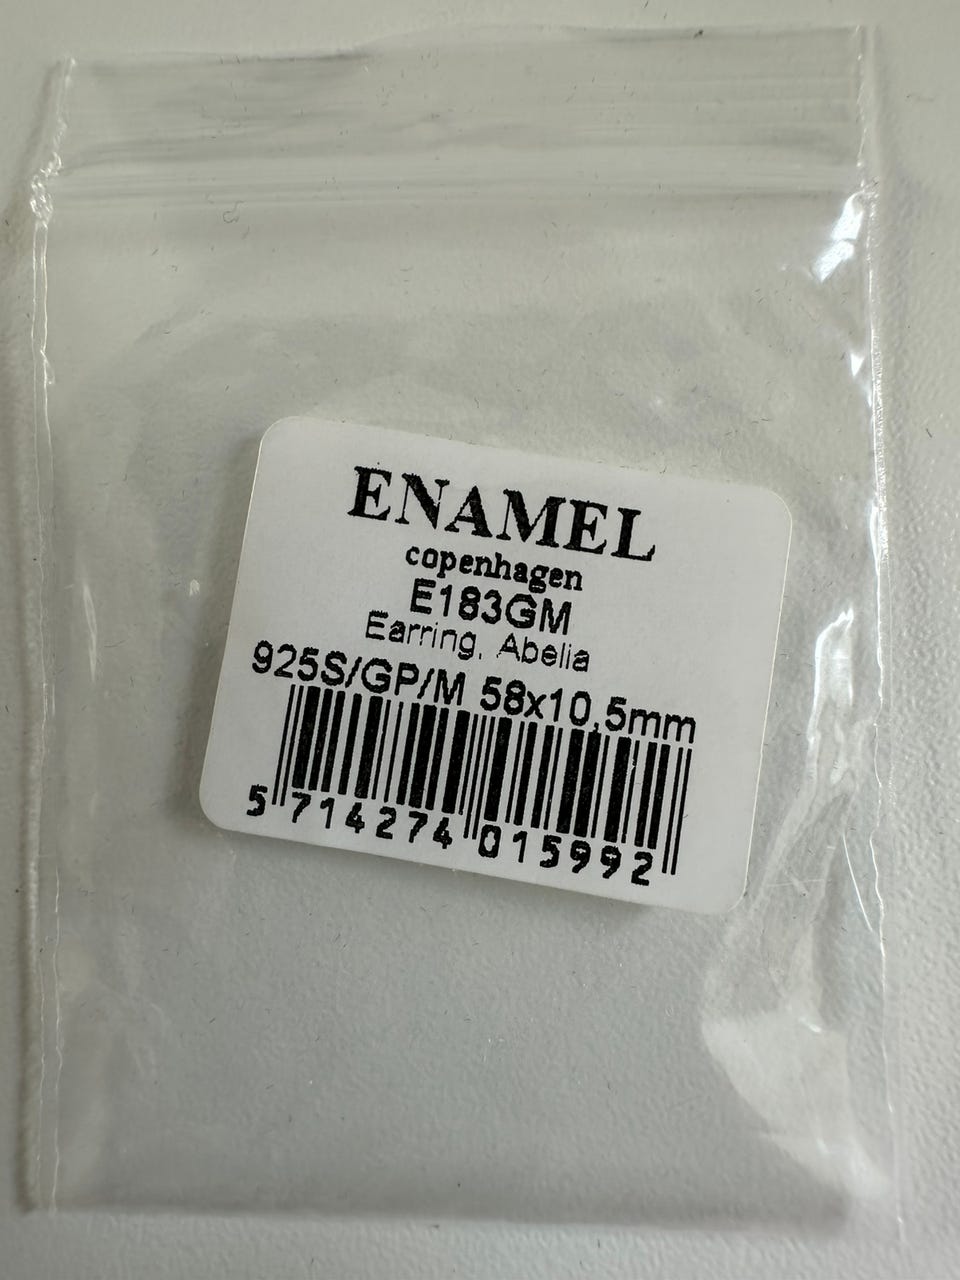 ENAMEL
copenhagen
E183GM
Earring, Abelia
925S/GP/M 58x10,5mm
5 714274 015992